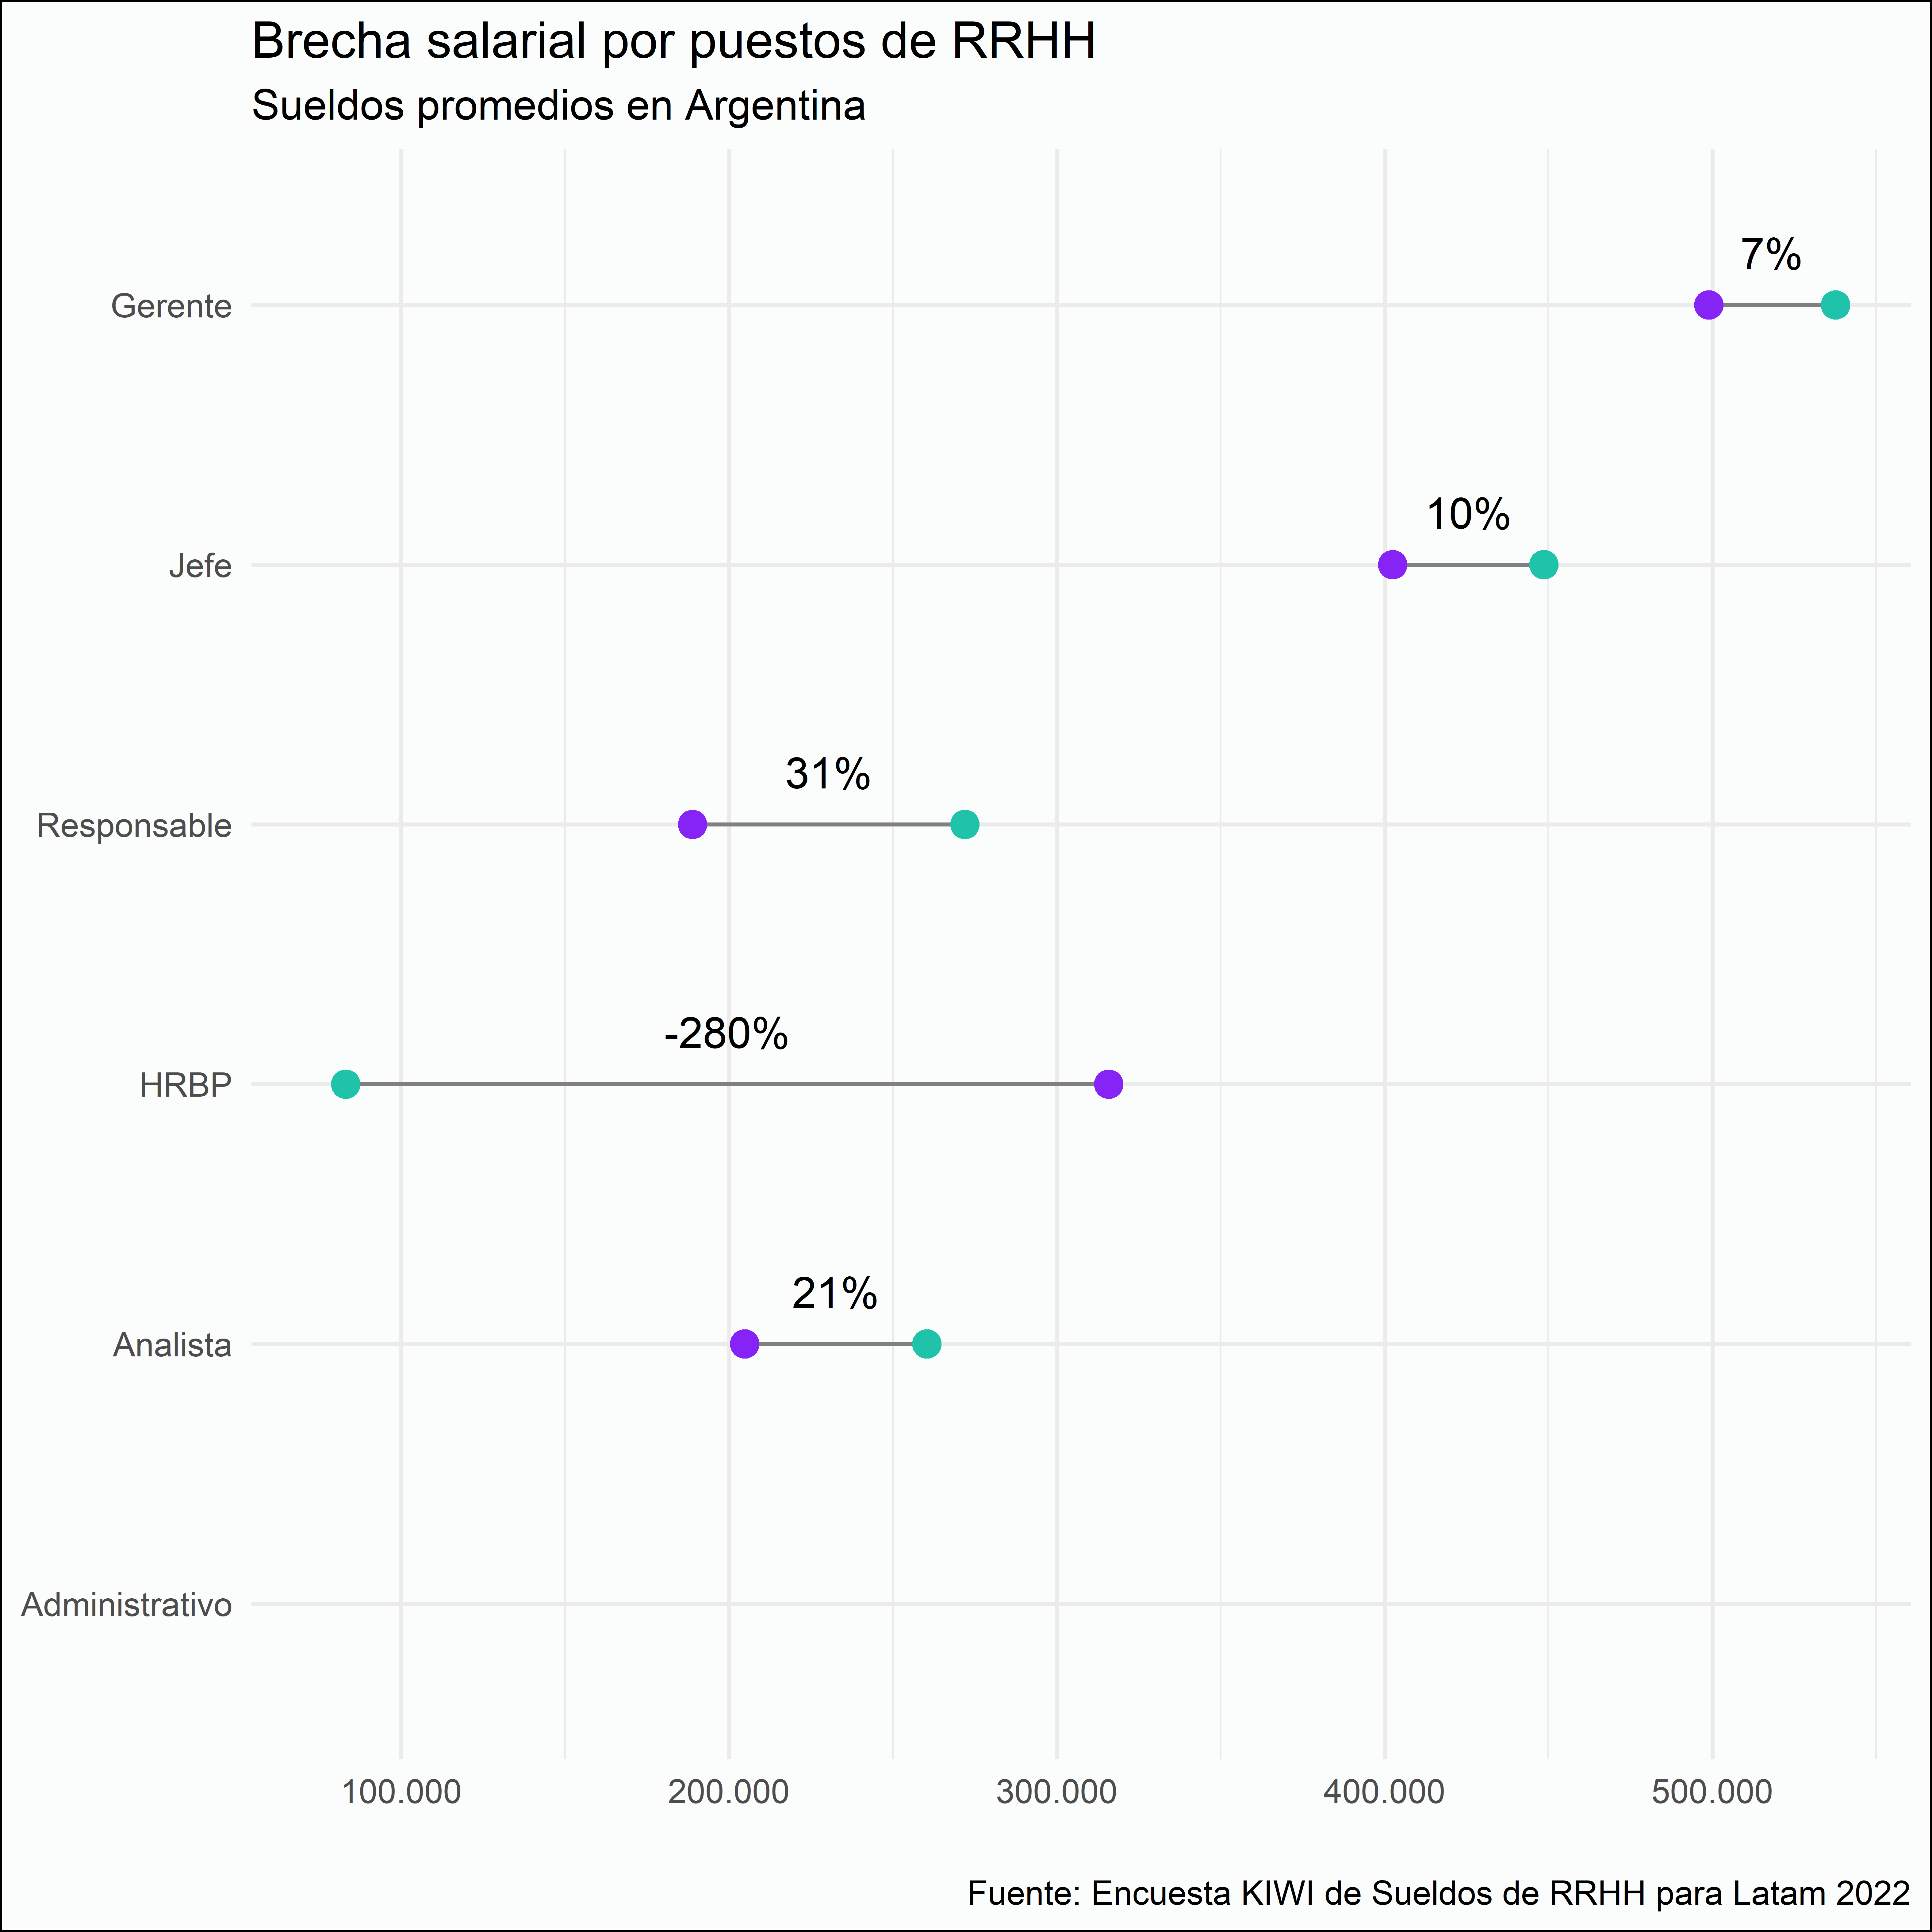 Brecha salarial por puestos de RRHH
Sueldos promedios en Argentina
7%
Gerente
10%
Jefe
31%
Responsable
-280%
HRBP
21%
Analista
Administrativo
100.000 200.000 300.000 400.000 500.000
Fuente: Encuesta KIWI de Sueldos de RRHH para Latam 2022